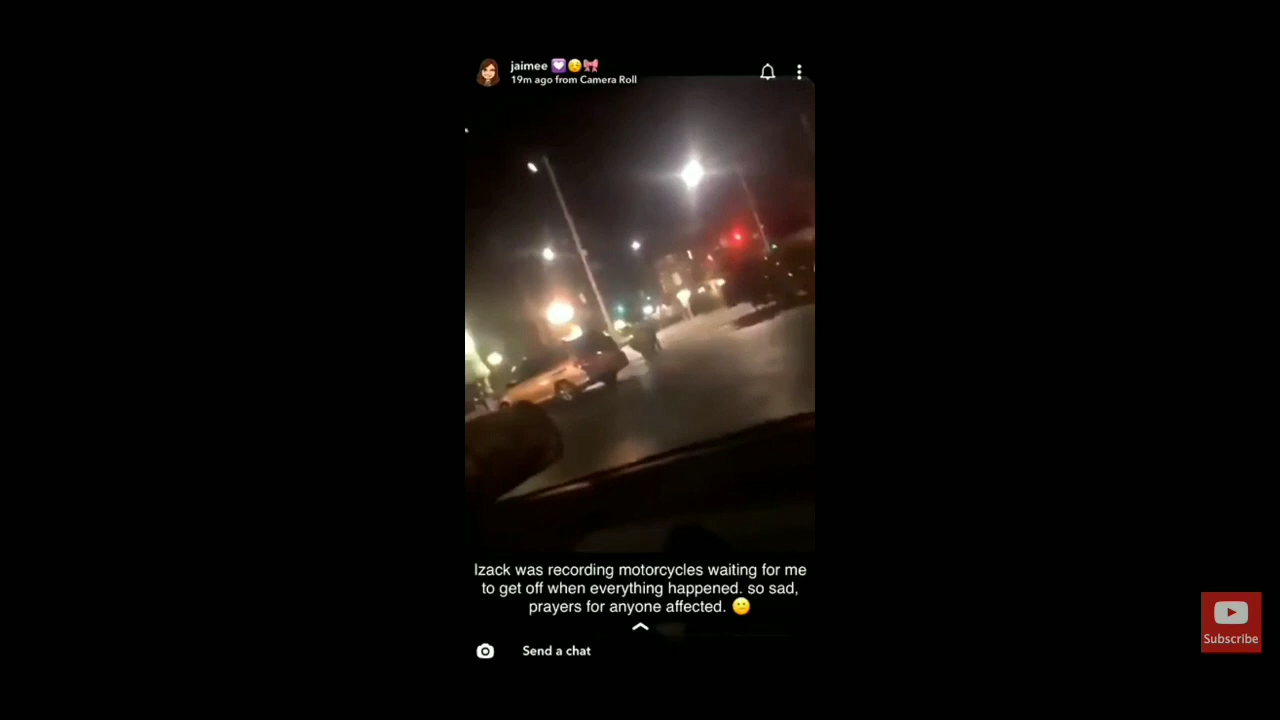 jaimee 💟😔🎀
19m ago from Camera Roll
Izack was recording motorcycles waiting for me
to get off when everything happened. so sad,
prayers for anyone affected. 😕
Send a chat
Subscribe